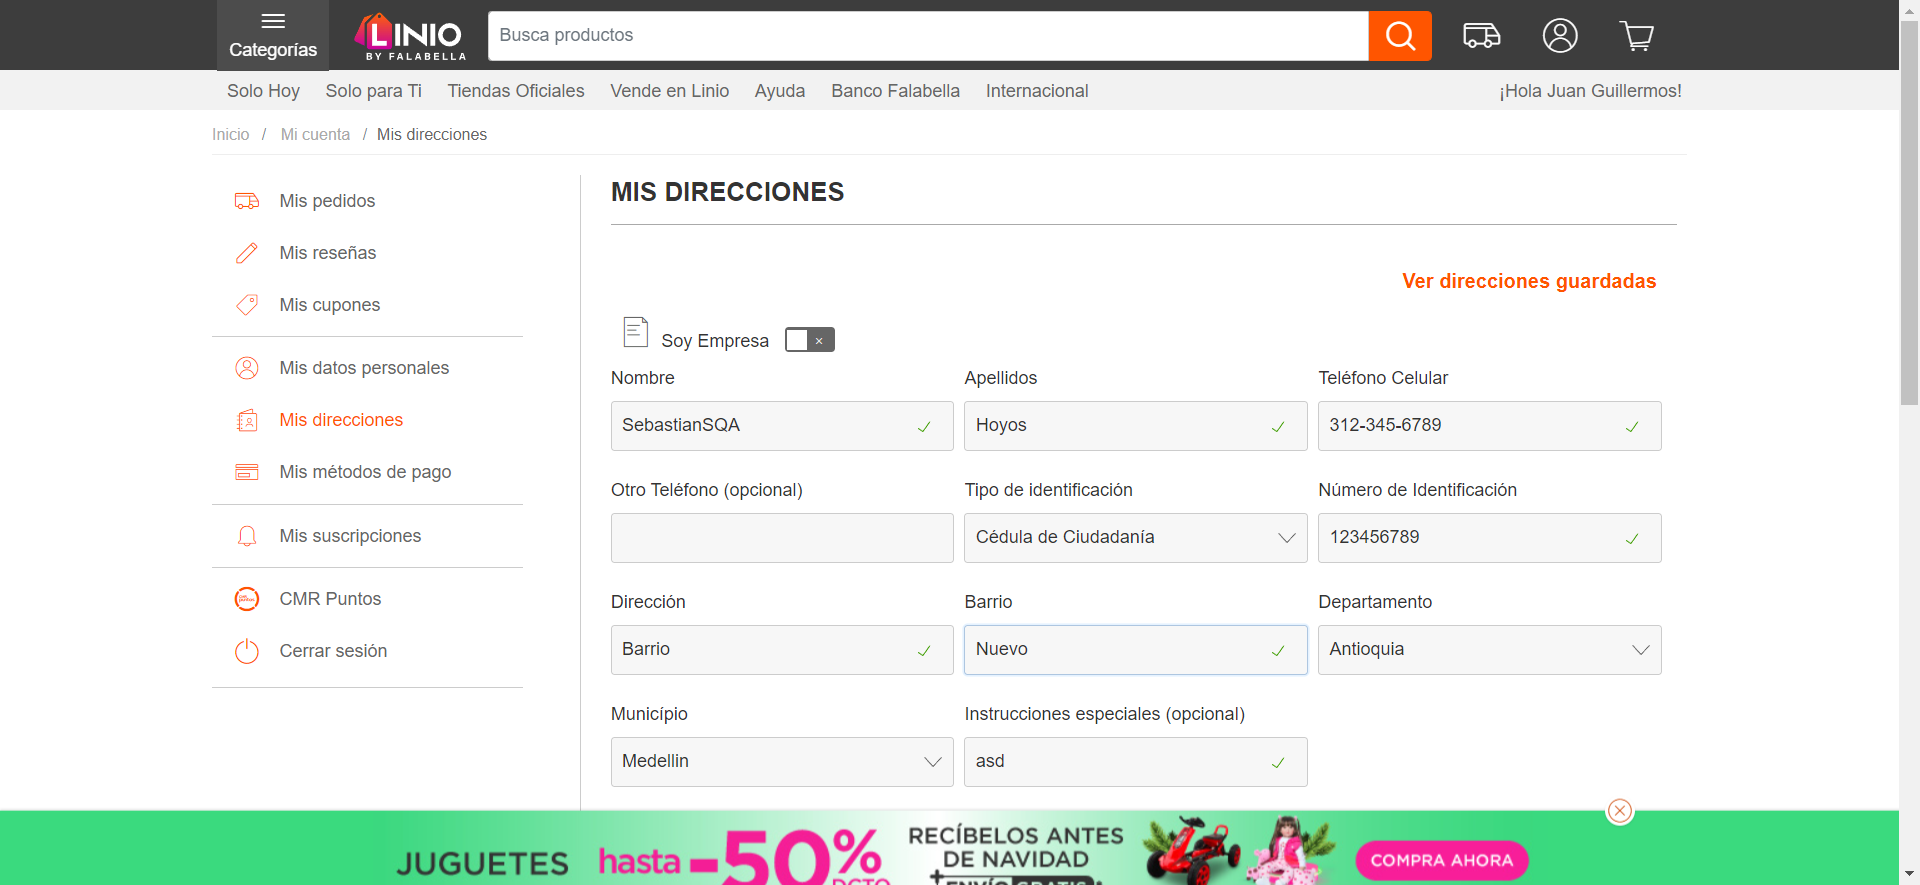 Categorías
LINIO
BY FALABELLA
Busca productos
Solo Hoy Solo para Ti Tiendas Oficiales Vende en Linio Ayuda Banco Falabella Internacional ¡Hola Juan Guillermos!
Inicio / Mi cuenta / Mis direcciones
Mis pedidos
Mis reseñas
Mis cupones
Mis datos personales
Mis direcciones
Mis métodos de pago
Mis suscripciones
CMR Puntos
Cerrar sesión
MIS DIRECCIONES
Ver direcciones guardadas
Soy Empresa
Nombre Apellidos Teléfono Celular
SebastianSQA Hoyos 312-345-6789
Otro Teléfono (opcional) Tipo de identificación Número de Identificación
Cédula de Ciudadanía 123456789
Dirección Barrio Departamento
Barrio Nuevo Antioquia
Município Instrucciones especiales (opcional)
Medellin asd
JUGUETES hasta -50% DCTO
RECÍBELOS ANTES
DE NAVIDAD
+ENVÍO GRATIS*
COMPRA AHORA